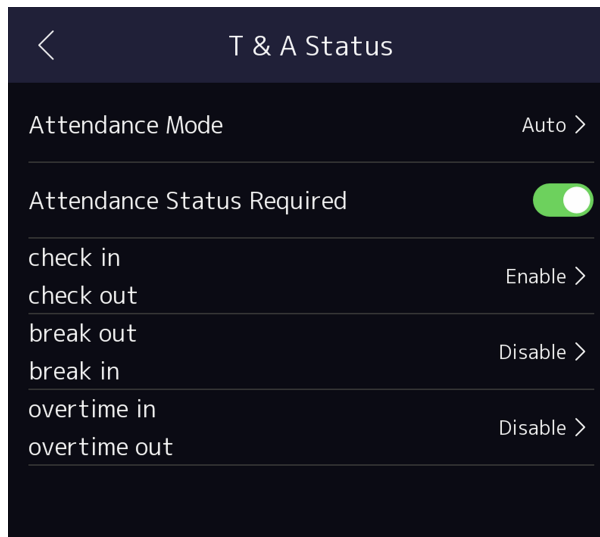 T & A Status
Attendance Mode Auto
Attendance Status Required
check in
check out
Enable
break out
break in
Disable
overtime in
overtime out
Disable